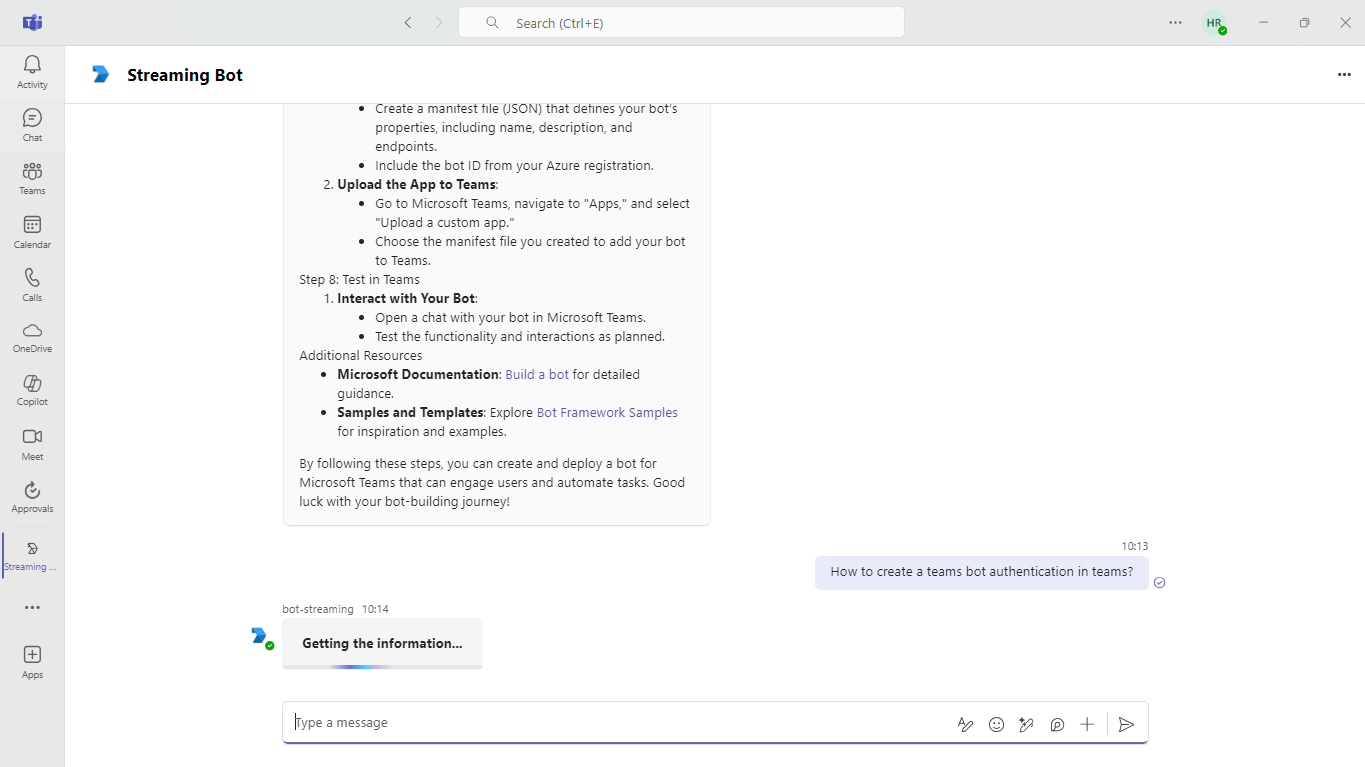 Search (Ctrl+E)
HR
Activity
Chat
Teams
Calendar
Calls
OneDrive
Copilot
Meet
Approvals
Streaming ...
Apps
Streaming Bot
• Create a manifest file (JSON) that defines your bot's
properties, including name, description, and
endpoints.
• Include the bot ID from your Azure registration.
2. Upload the App to Teams:
• Go to Microsoft Teams, navigate to "Apps," and select
"Upload a custom app."
• Choose the manifest file you created to add your bot
to Teams.
Step 8: Test in Teams
1. Interact with Your Bot:
• Open a chat with your bot in Microsoft Teams.
• Test the functionality and interactions as planned.
Additional Resources
• Microsoft Documentation: Build a bot for detailed
guidance.
• Samples and Templates: Explore Bot Framework Samples
for inspiration and examples.
By following these steps, you can create and deploy a bot for
Microsoft Teams that can engage users and automate tasks. Good
luck with your bot-building journey!
10:13
How to create a teams bot authentication in teams?
bot-streaming 10:14
Getting the information...
Type a message